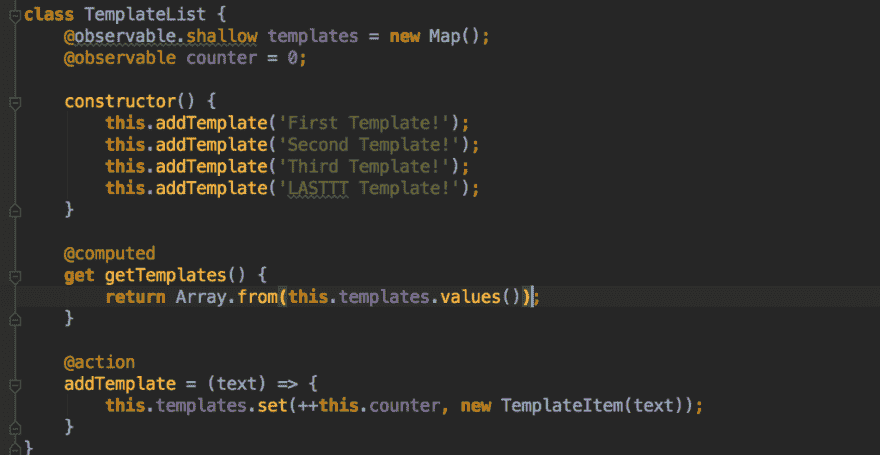 class TemplateList {
    @observable.shallow templates = new Map();
    @observable counter = 0;

    constructor() {
        this.addTemplate('First Template!');
        this.addTemplate('Second Template!');
        this.addTemplate('Third Template!');
        this.addTemplate('LASTTT Template!');
    }

    @computed
    get getTemplates() {
        return Array.from(this.templates.values());
    }

    @action
    addTemplate = (text) => {
        this.templates.set(++this.counter, new TemplateItem(text));
    }
}